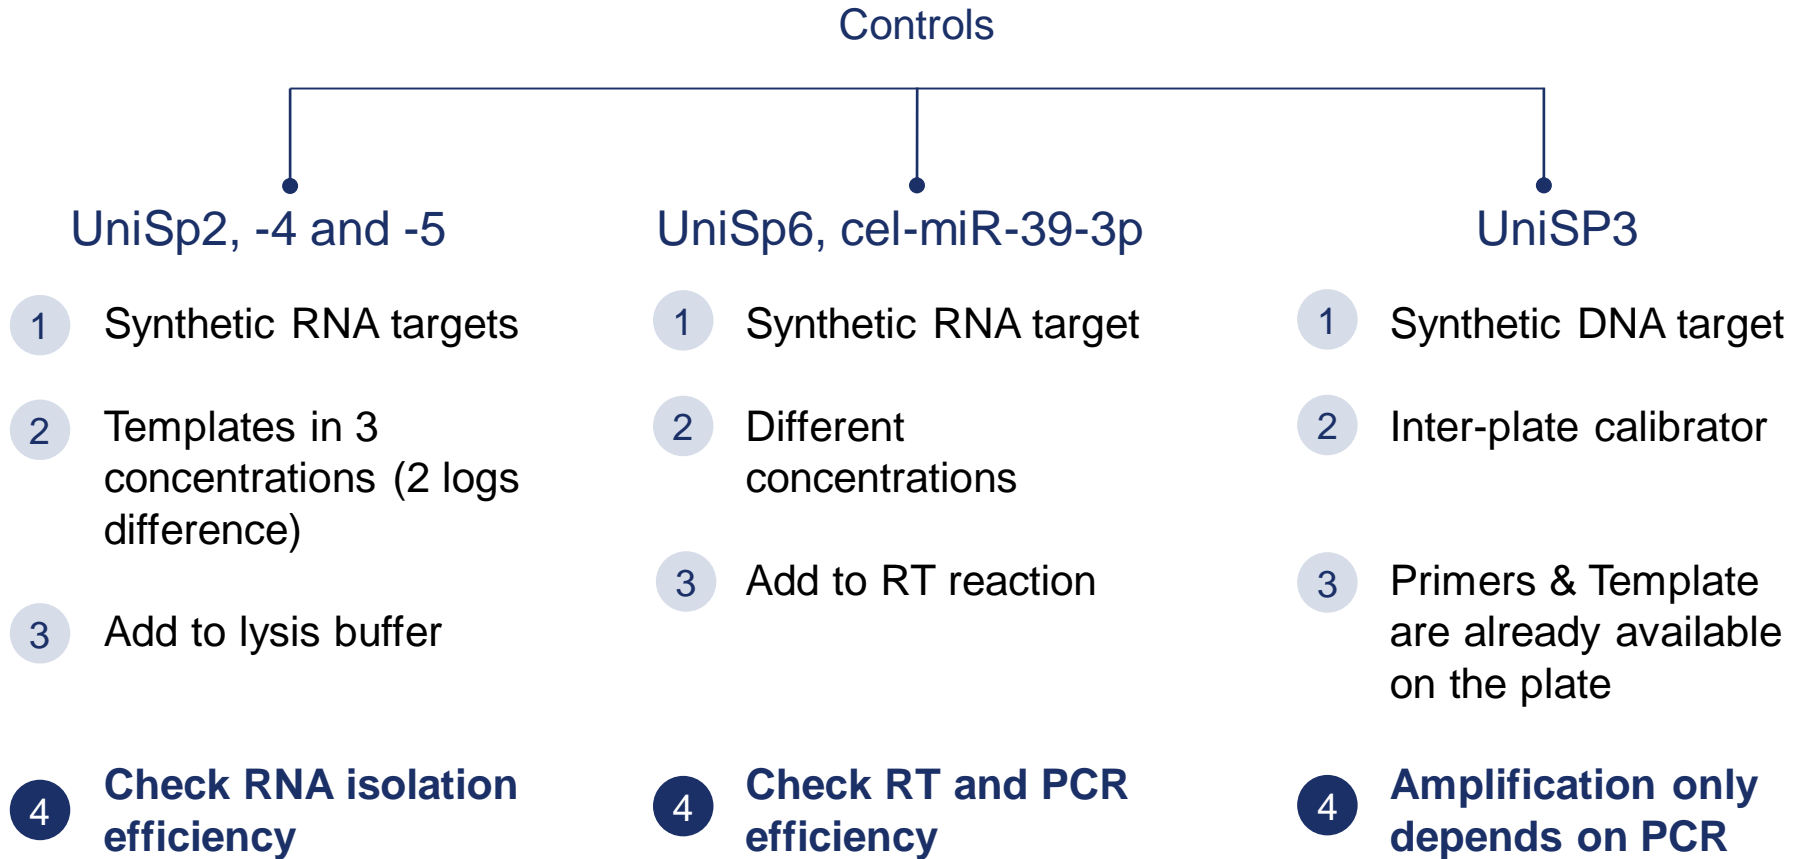 Controls
UniSp2, -4 and -5
1 Synthetic RNA targets
2 Templates in 3
concentrations (2 logs
difference)
3 Add to lysis buffer
4 Check RNA isolation
efficiency
UniSp6, cel-miR-39-3p
1 Synthetic RNA target
2 Different
concentrations
3 Add to RT reaction
4 Check RT and PCR
efficiency
UniSP3
1 Synthetic DNA target
2 Inter-plate calibrator
3 Primers & Template
are already available
on the plate
4 Amplification only
depends on PCR